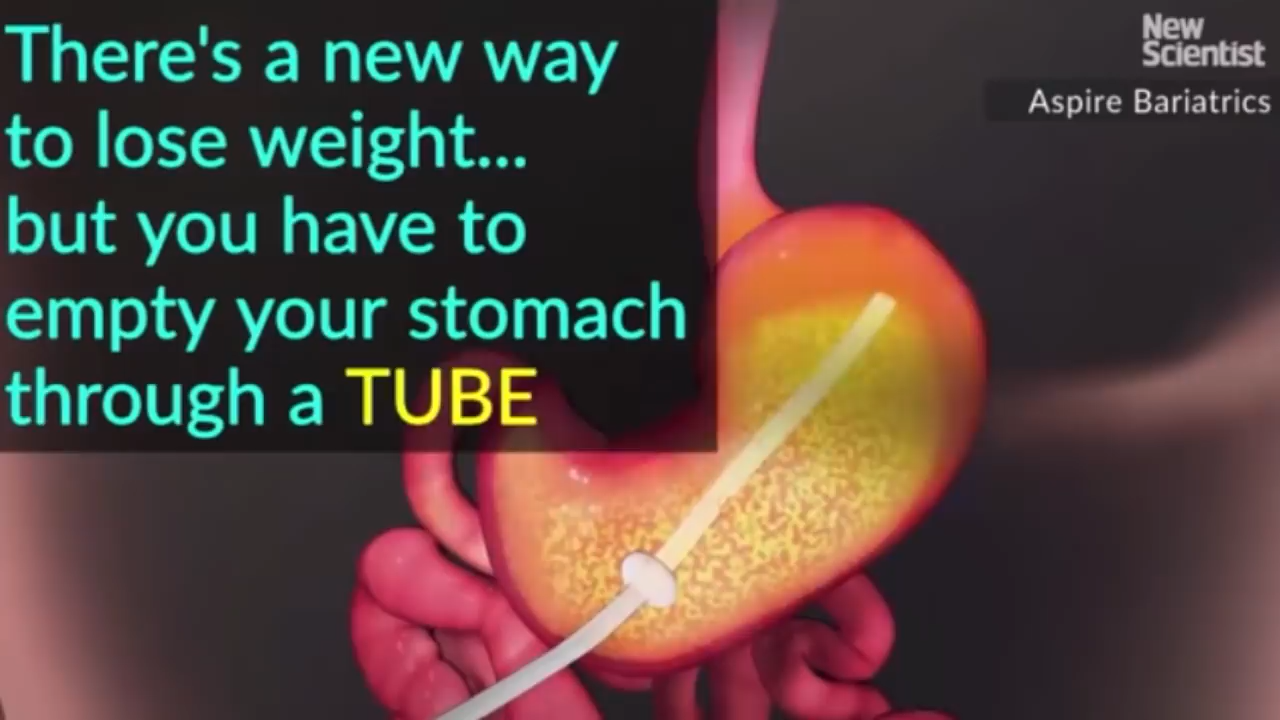 There's a new way
to lose weight...
but you have to
empty your stomach
through a TUBE
New
Scientist
Aspire Bariatrics